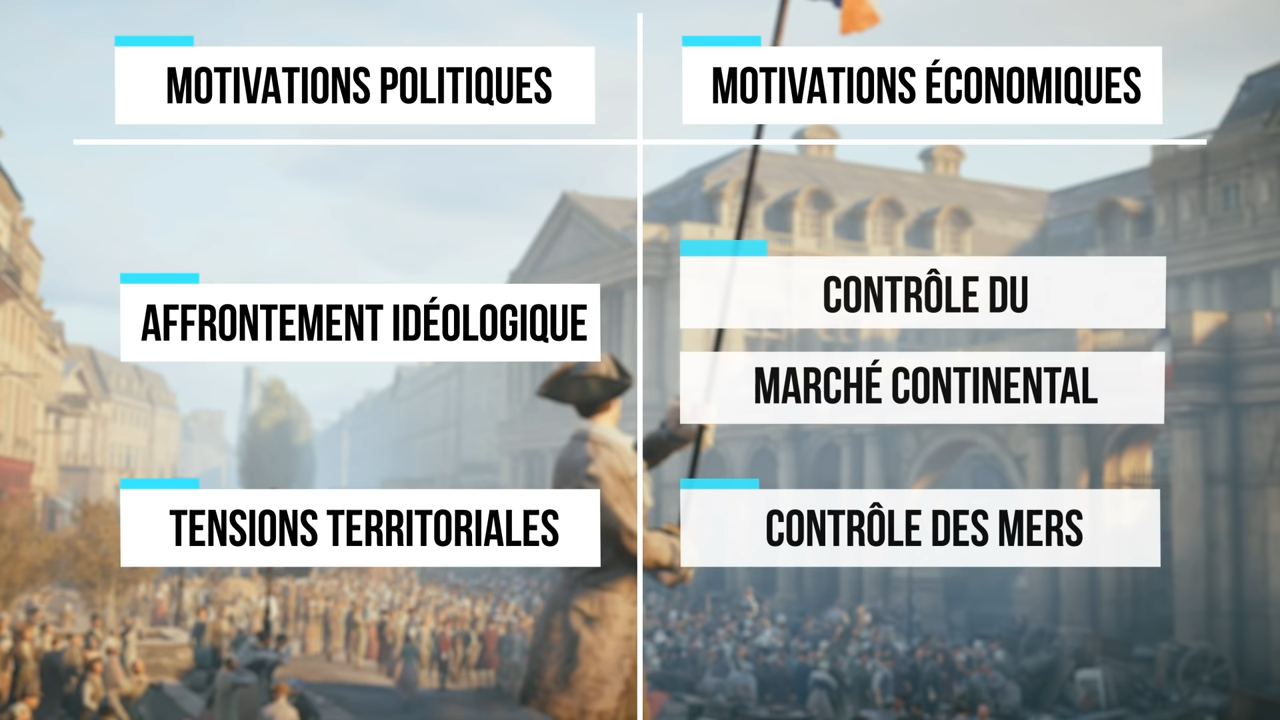 MOTIVATIONS POLITIQUES
MOTIVATIONS ÉCONOMIQUES
AFFRONTEMENT IDÉOLOGIQUE
TENSIONS TERRITORIALES
CONTRÔLE DU
MARCHÉ CONTINENTAL
CONTRÔLE DES MERS